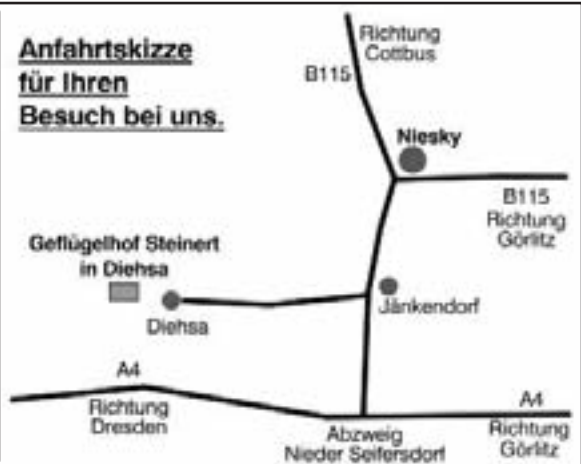 Anfahrtskizze
für Ihren
Besuch bei uns.
Richtung
Cottbus
B115
Niesky
B115
Richtung
Görlitz
Geflügelhof Steinert
in Diehsa
Diehsa
Jänkendorf
A4
Richtung
Dresden
Abzweig
Nieder Seifersdorf
A4
Richtung
Görlitz